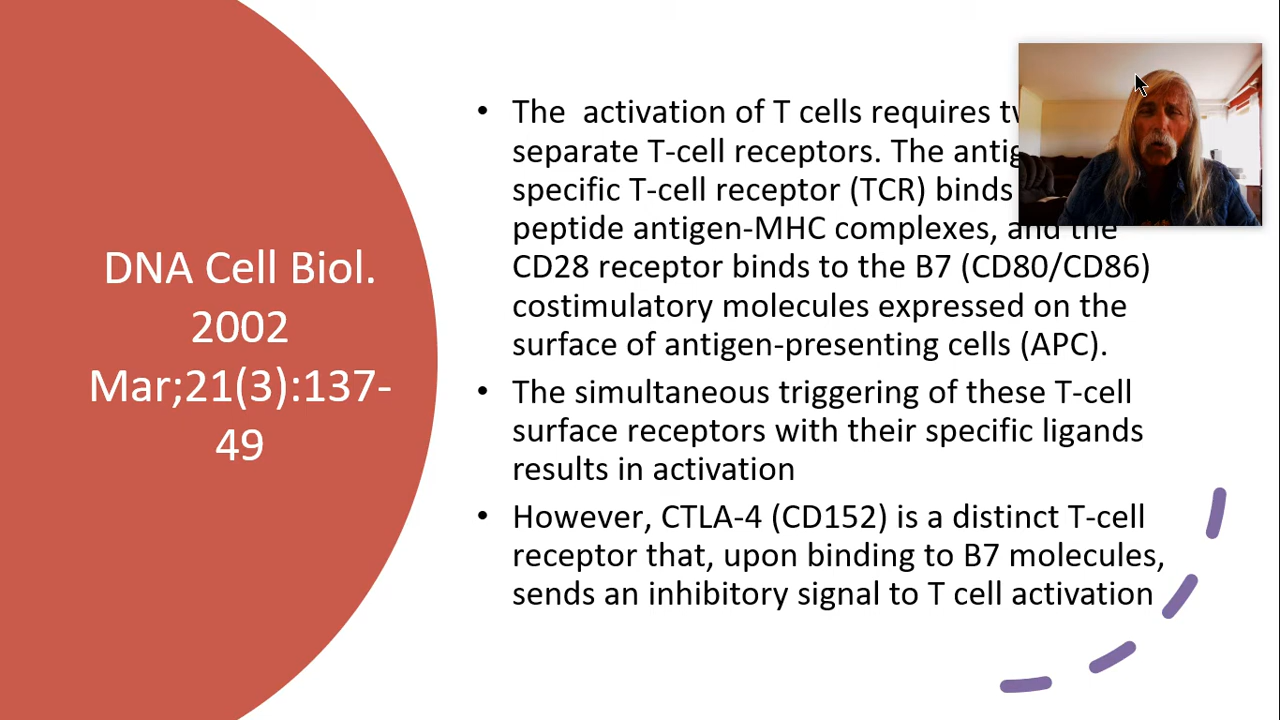 DNA Cell Biol.
2002
Mar;21(3):137-
49
• The  activation of T cells requires
separate T-cell receptors. The
specific T-cell receptor (TCR) binds
peptide antigen-MHC complexes, and the
CD28 receptor binds to the B7 (CD80/CD86)
costimulatory molecules expressed on the
surface of antigen-presenting cells (APC).
• The simultaneous triggering of these T-cell
surface receptors with their specific ligands
results in activation
• However, CTLA-4 (CD152) is a distinct T-cell
receptor that, upon binding to B7 molecules,
sends an inhibitory signal to T cell activation